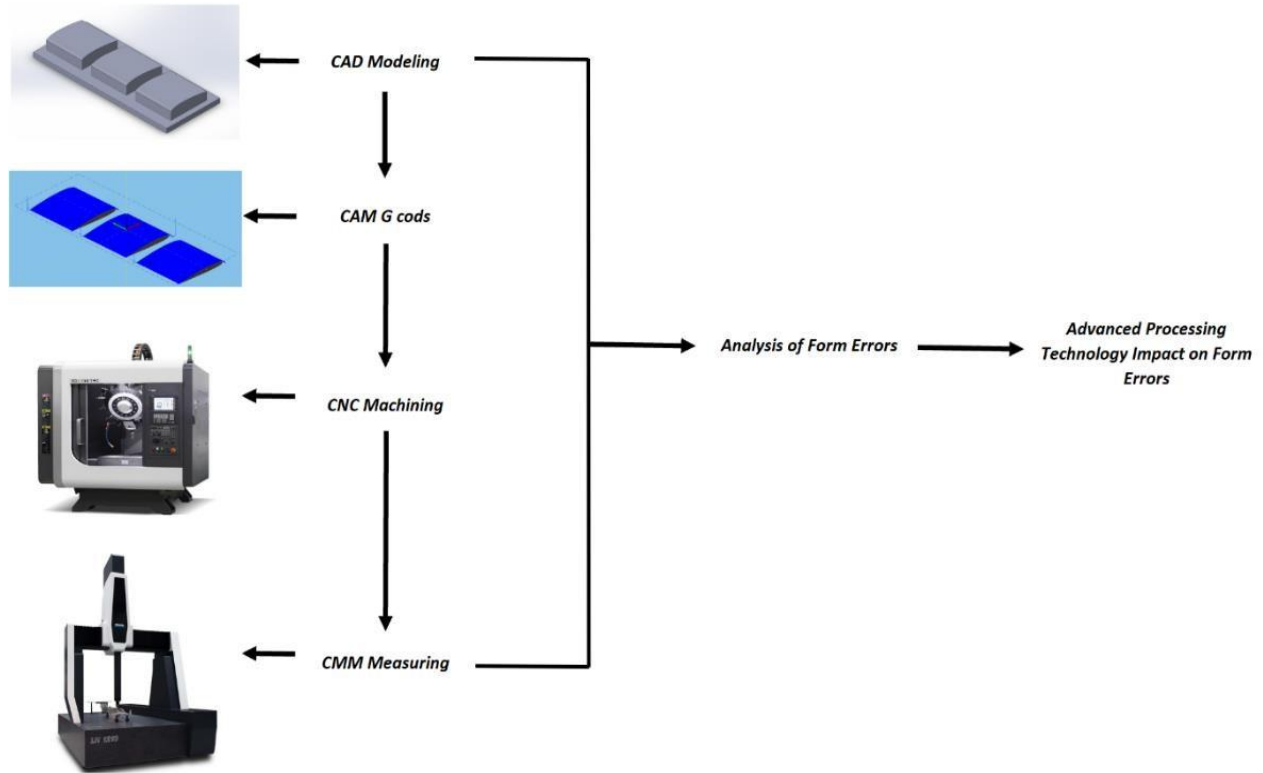 CAD Modeling
CAM G cods
CNC Machining
CMM Measuring
Analysis of Form Errors
Advanced Processing
Technology Impact on Form
Errors